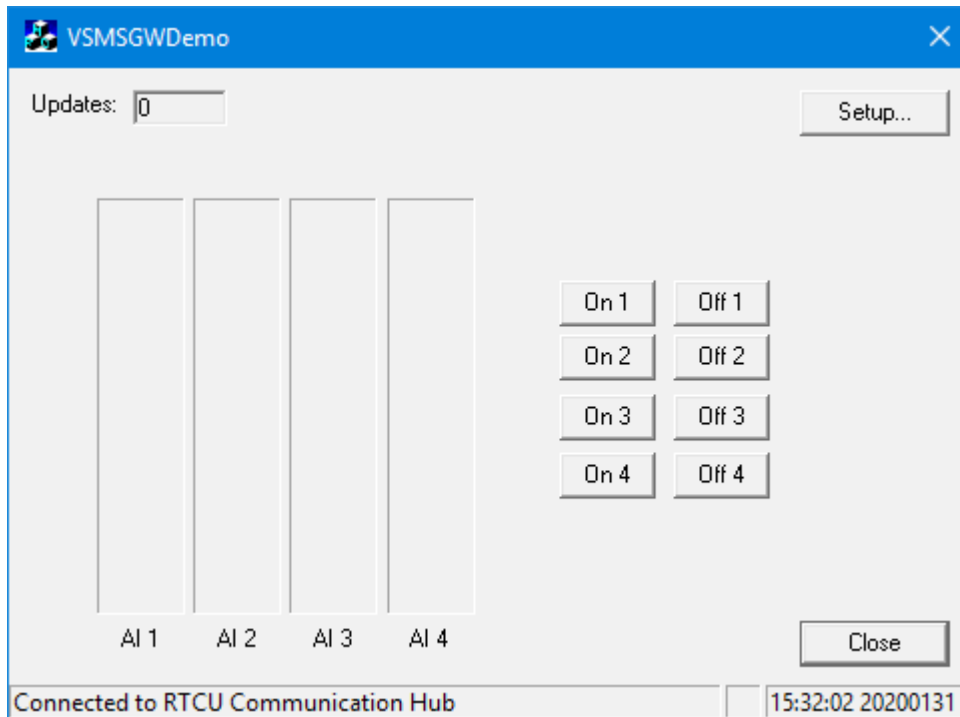 VSMSGWDemo
Updates: 0
Setup...
On 1 Off 1
On 2 Off 2
On 3 Off 3
On 4 Off 4
AI 1 AI 2 AI 3 AI 4
Close
Connected to RTCU Communication Hub 15:32:02 20200131